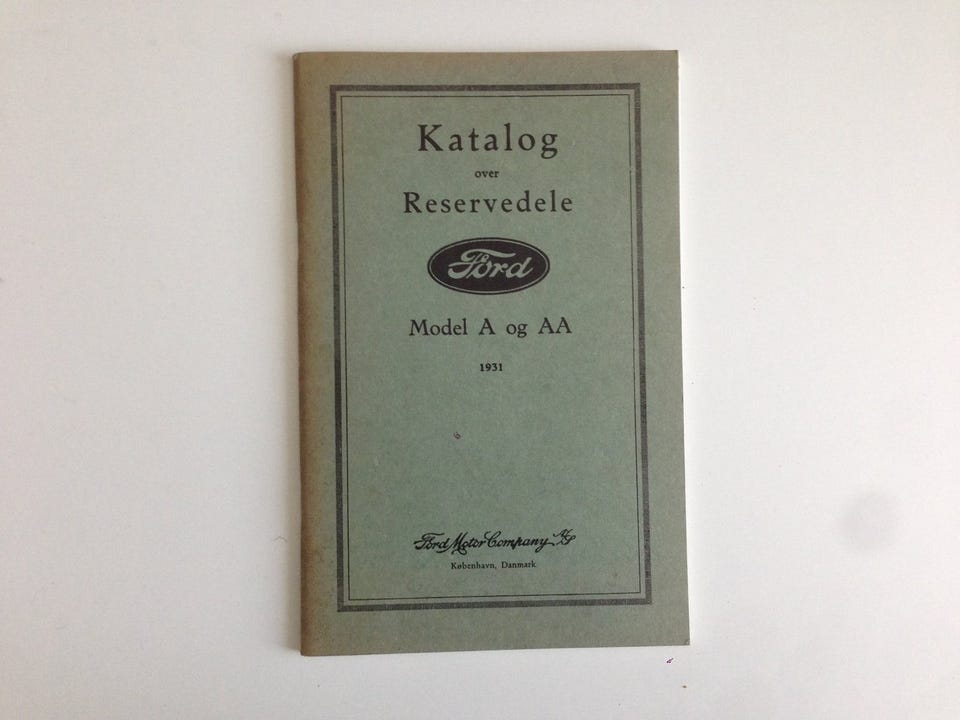 Katalog
over
Reservedele
Ford
Model A og AA
1931
Ford Motor Company A/S
København, Danmark